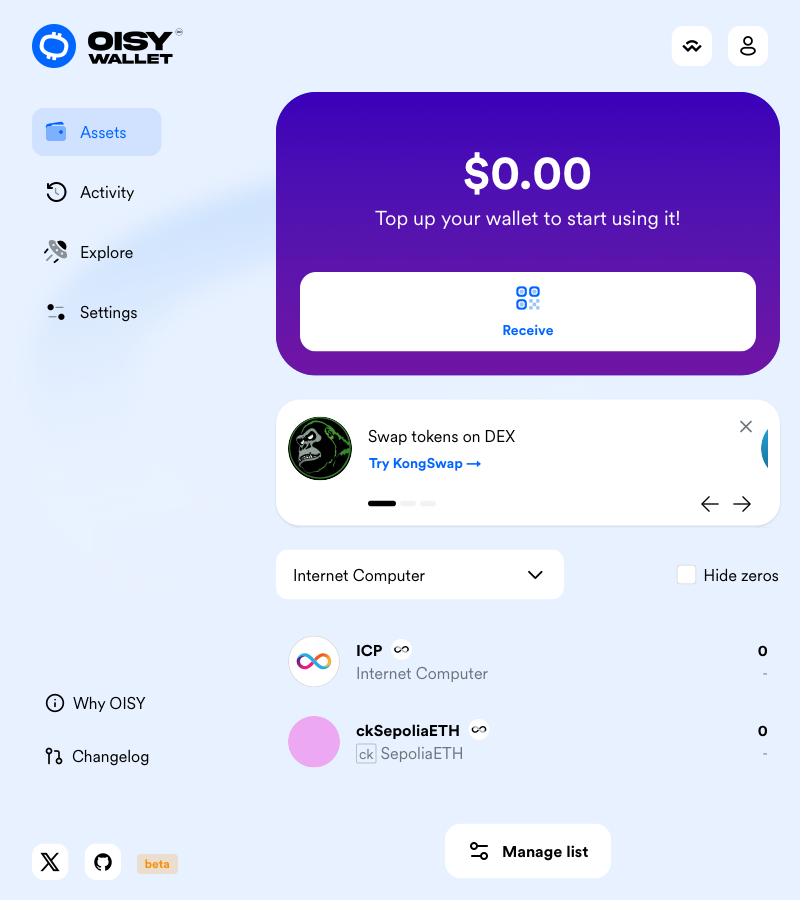 OISY
WALLET
Assets
Activity
Explore
Settings
$0.00
Top up your wallet to start using it!
Receive
Swap tokens on DEX
Try KongSwap →
Internet Computer
Hide zeros
ICP
0
Internet Computer
-
ckSepoliaETH
0
ck SepoliaETH
-
Why OISY
Changelog
beta
Manage list